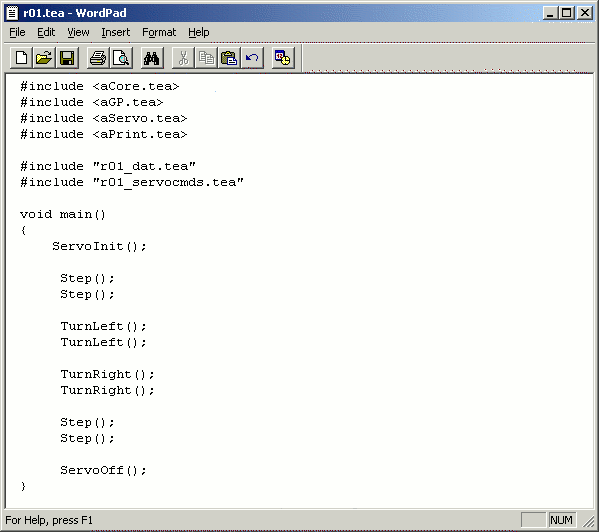 r01.tea - WordPad
File Edit View Insert Format Help
#include <aCore.tea>
#include <aGP.tea>
#include <aServo.tea>
#include <aPrint.tea>
#include "r01_dat.tea"
#include "r01_servocmds.tea"
void main()
{
ServoInit();
Step();
Step();
TurnLeft();
TurnLeft();
TurnRight();
TurnRight();
Step();
Step();
ServoOff();
}
For Help, press F1
NUM